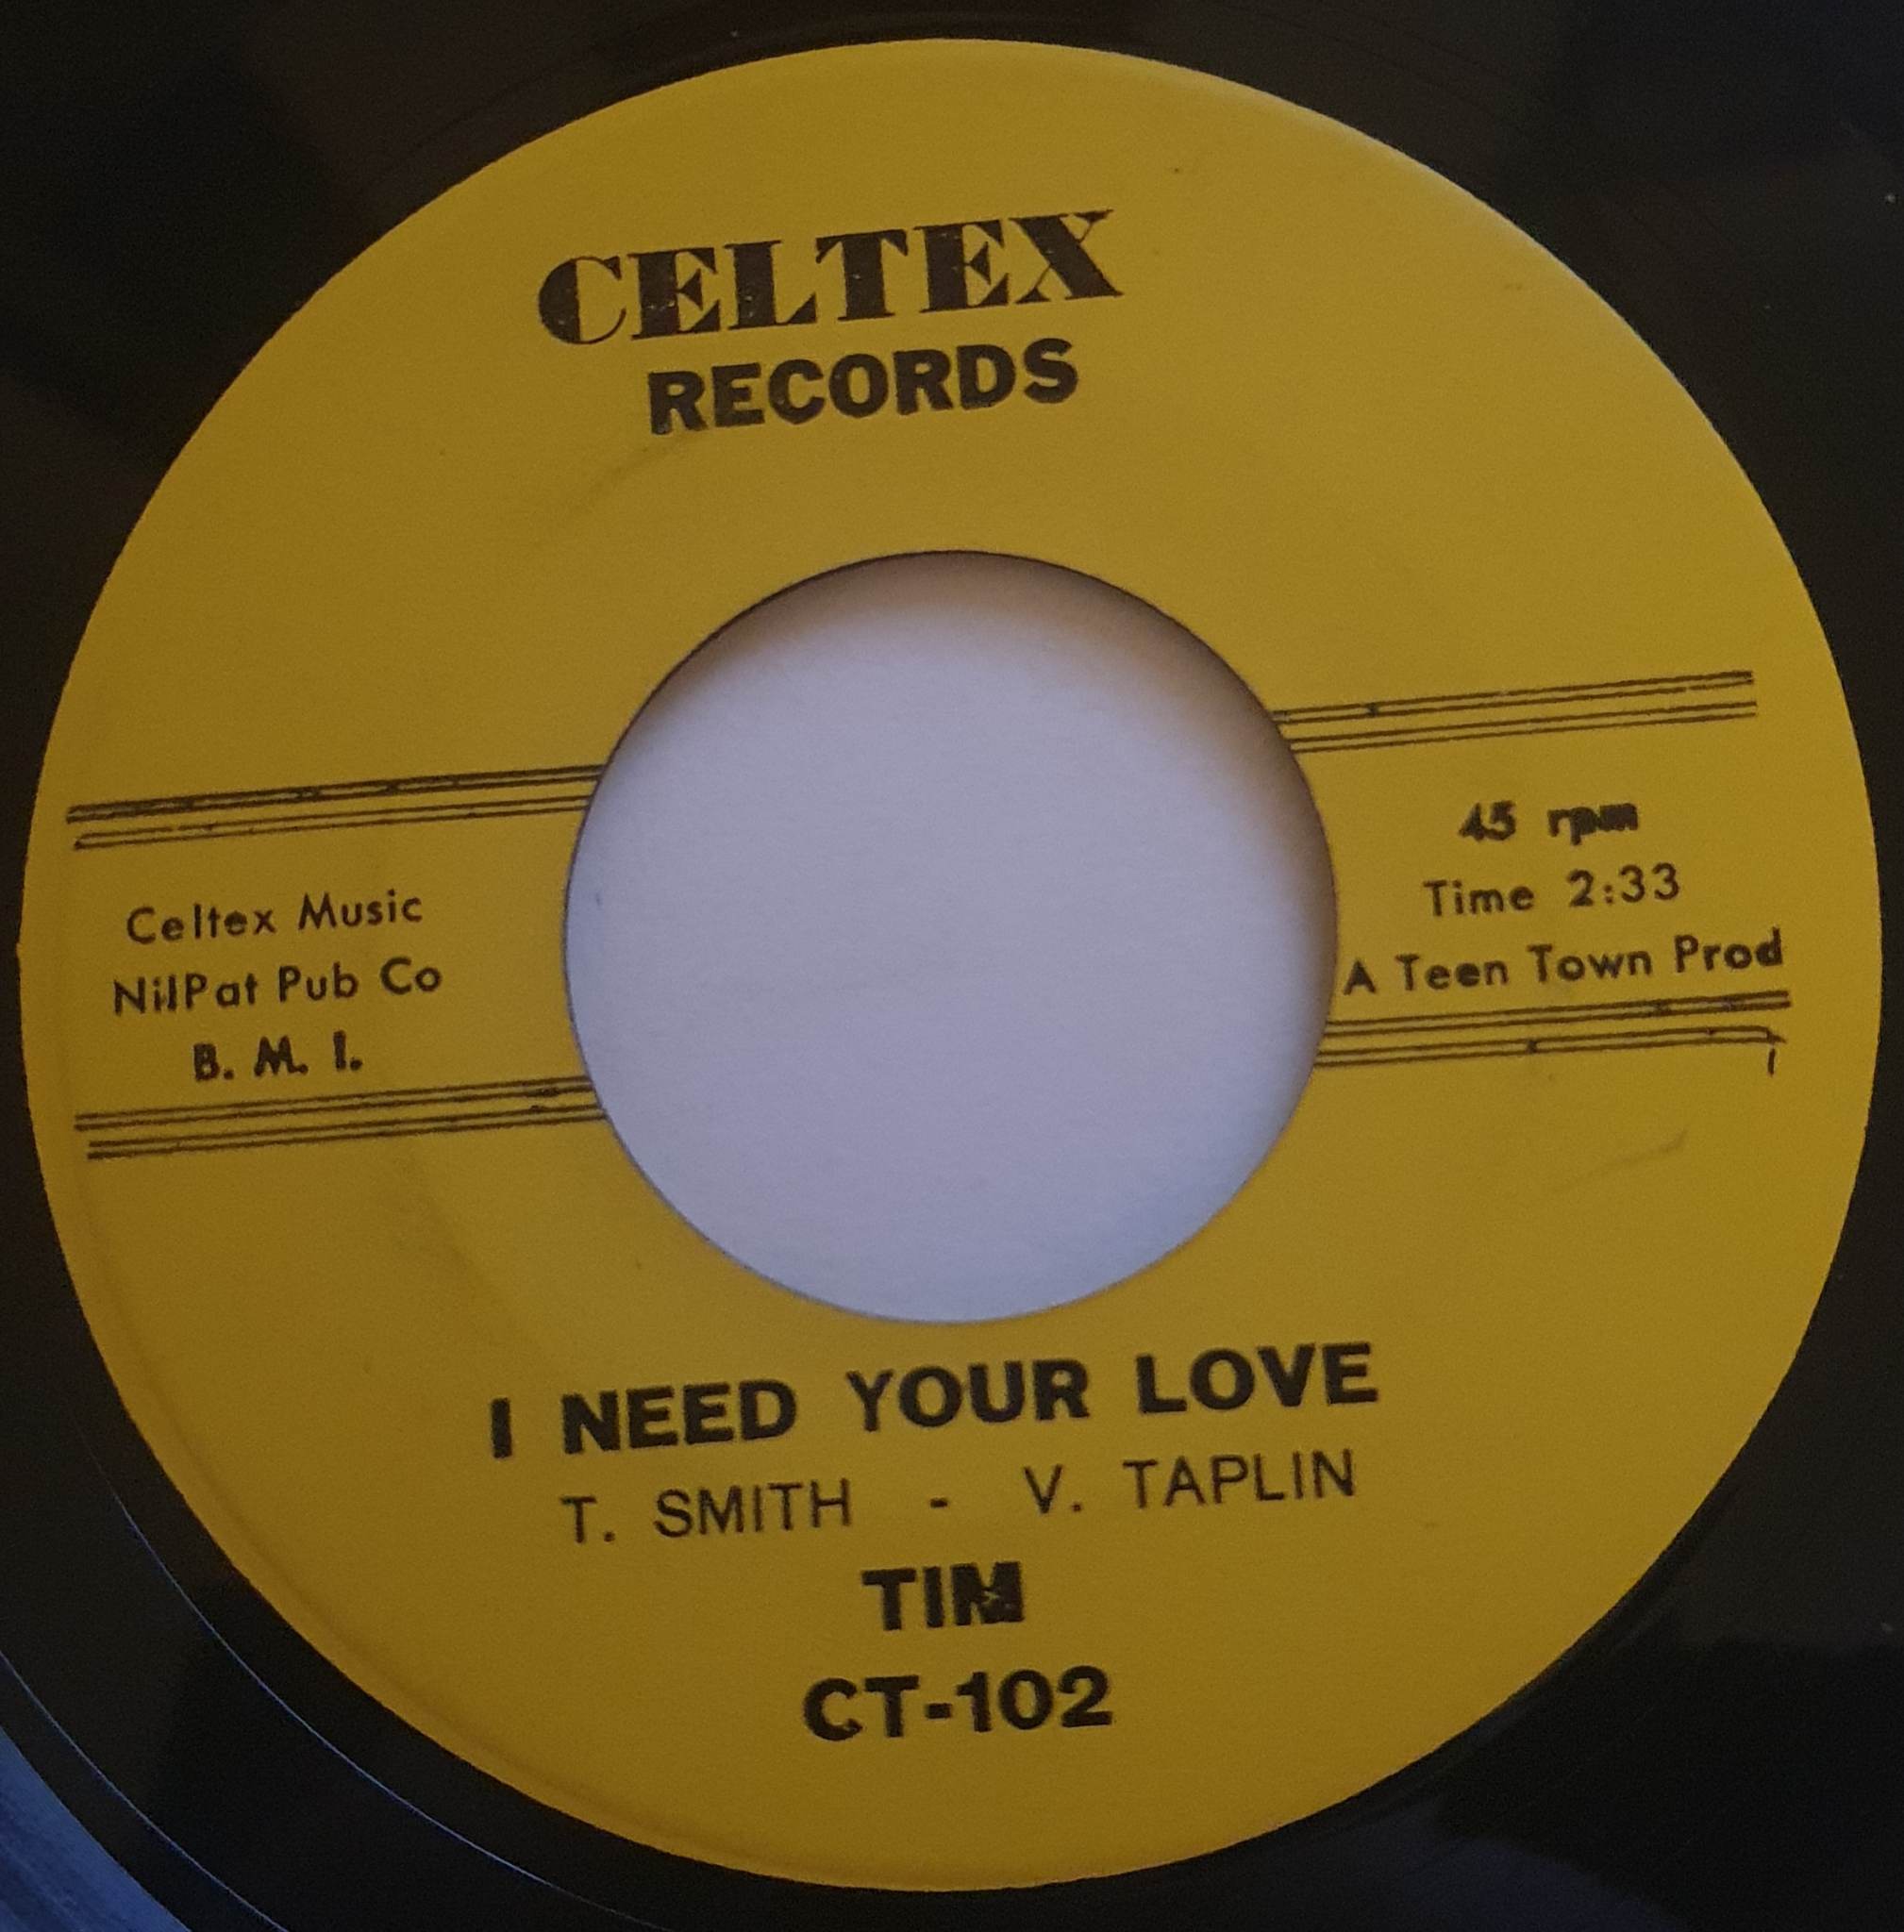 CELTEX
RECORDS
Celtex Music
NilPat Pub Co
B. M. I.
45 rpm
Time 2:33
A Teen Town Prod
I NEED YOUR LOVE
T. SMITH - V. TAPLIN
TIM
CT-102